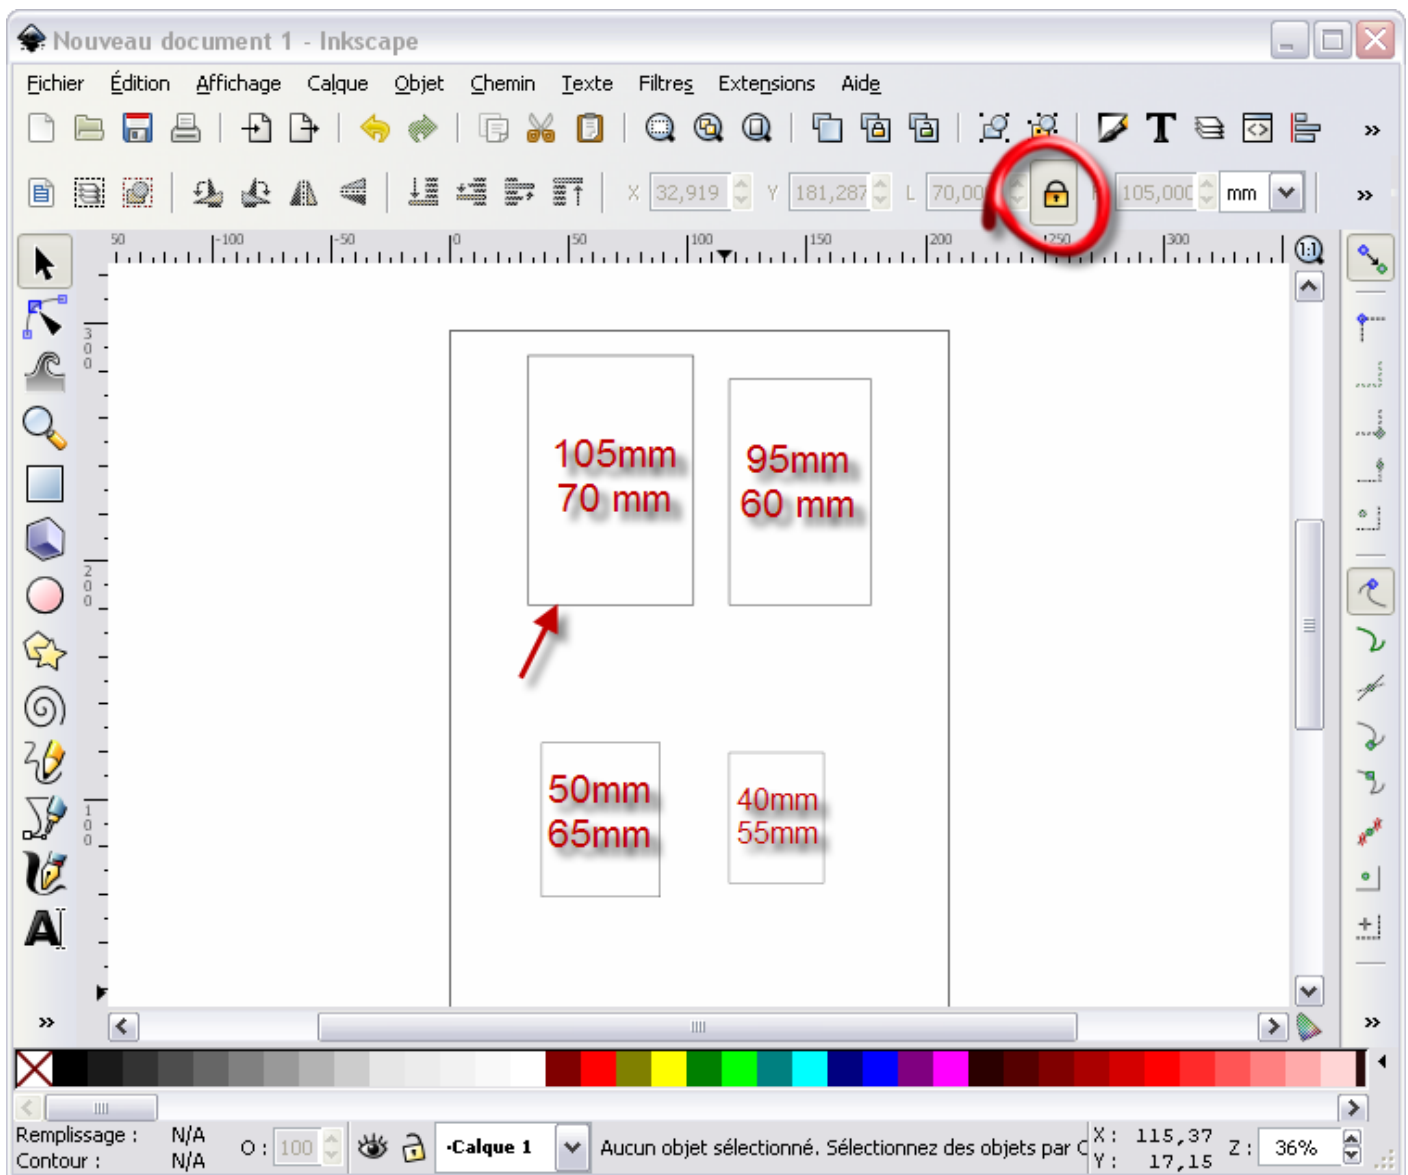 Nouveau document 1 - Inkscape
Fichier Édition Affichage Calque Objet Chemin Texte Filtres Extensions Aide
X 32,919 Y 181,287 L 70,00 105,000 mm
50 -100 -50 0 50 100 150 200 250 300
300
105mm
70 mm
95mm
60 mm
200
50mm
65mm
40mm
55mm
100
Remplissage : N/A
Contour : N/A
O : 100
•Calque 1
Aucun objet sélectionné. Sélectionnez des objets par C
X : 115,37
Y : 17,15
Z : 36%